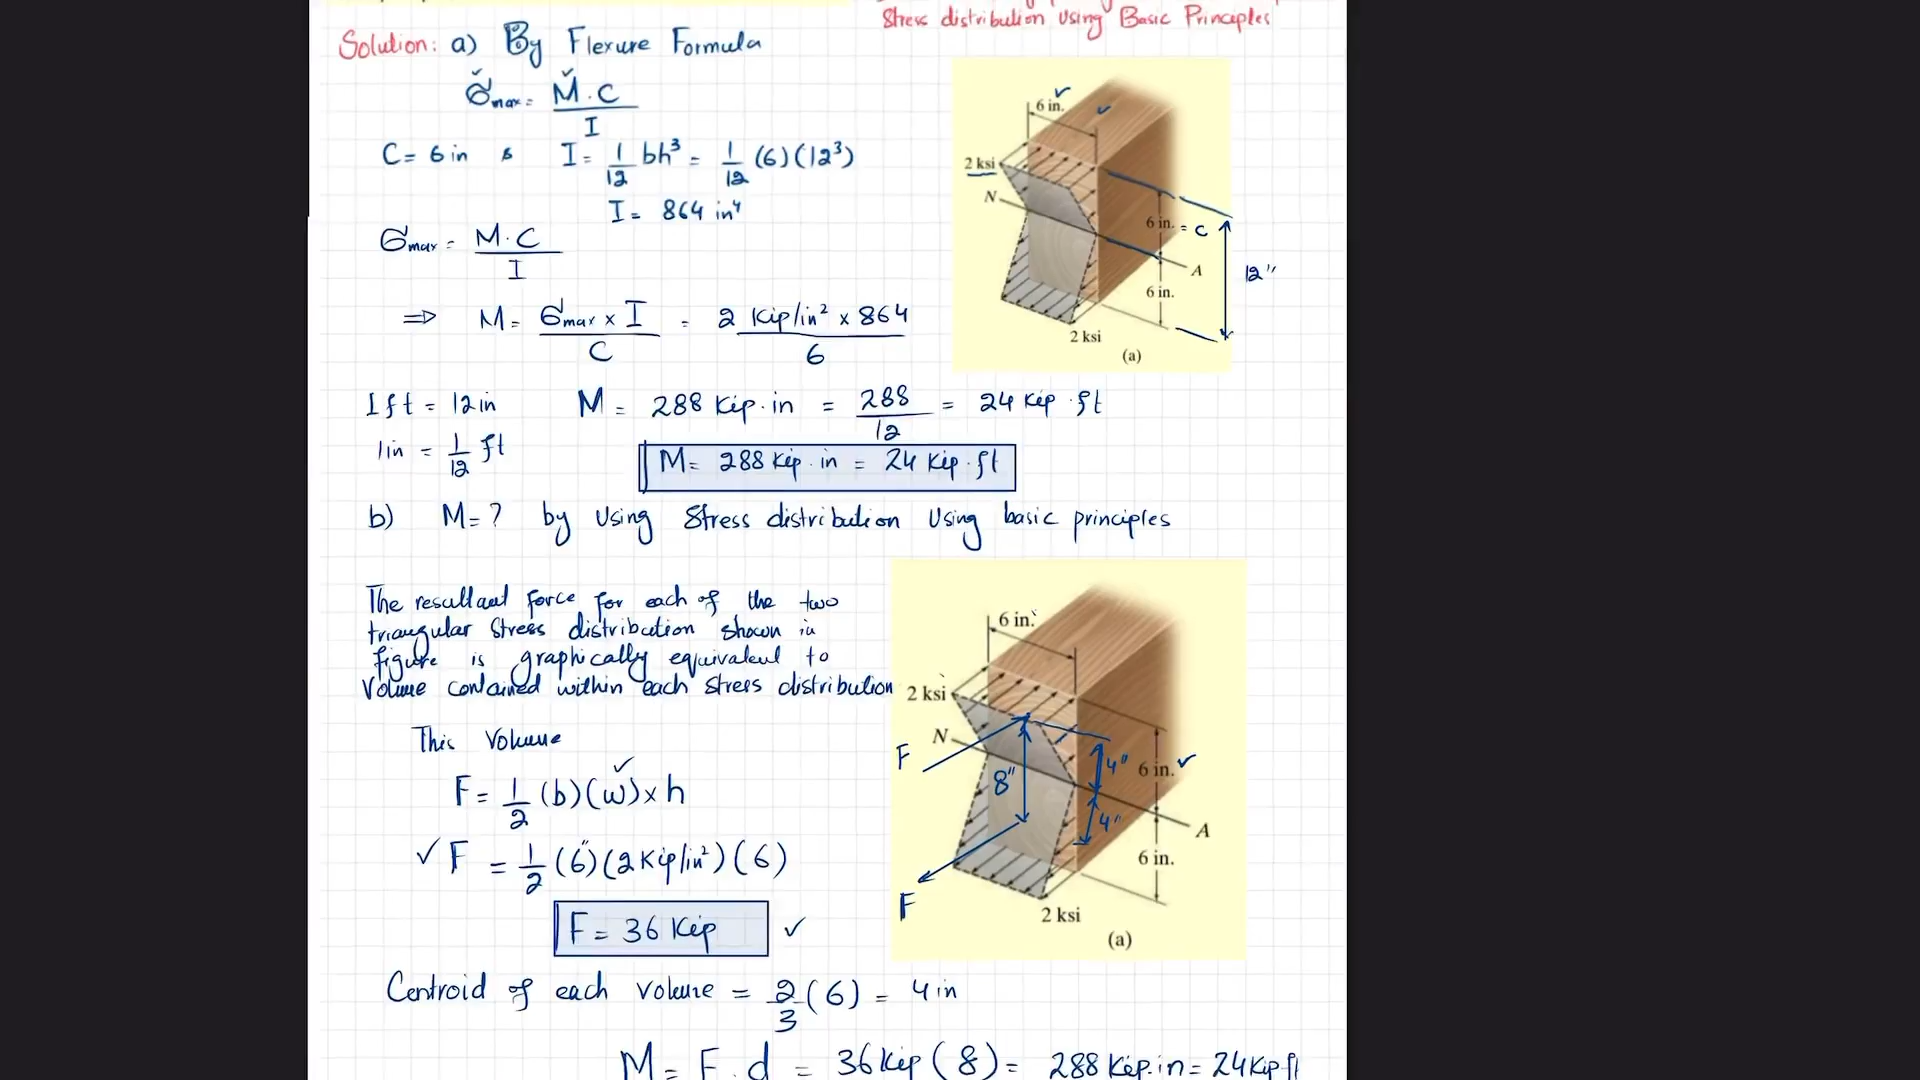 Stress distribution Using Basic Principles
Solution: a) By Flexure Formula
σmax = M.C / I
C = 6 in & I = 1/12 bh³ = 1/12 (6)(12³)
I = 864 in⁴
σmax = M.C / I
⇒ M = σmax x I / C = 2 Kip/in² x 864 / 6
1 ft = 12 in M = 288 Kip.in = 288 / 12 = 24 Kip.ft
1in = 1/12 ft
M = 288 Kip.in = 24 Kip.ft
6 in.
2 ksi
N
6 in. = C
A
12"
6 in.
2 ksi
(a)
b) M = ? by Using Stress distribution Using basic principles
The resultant force for each of the two
triangular stress distribution shown in
figure is graphically equivalent to
Volume contained within each stress distribution
This Volume
F = 1/2 (b)(w) x h
✓ F = 1/2 (6")(2 Kip/in²)(6)
F = 36 Kip ✓
6 in.
2 ksi
N
F
8"
4"
6 in.
4"
A
6 in.
F
2 ksi
(a)
Centroid of each volume = 2/3 (6) = 4 in
M = F . d = 36 Kip (8) = 288 Kip.in = 24 Kip.ft